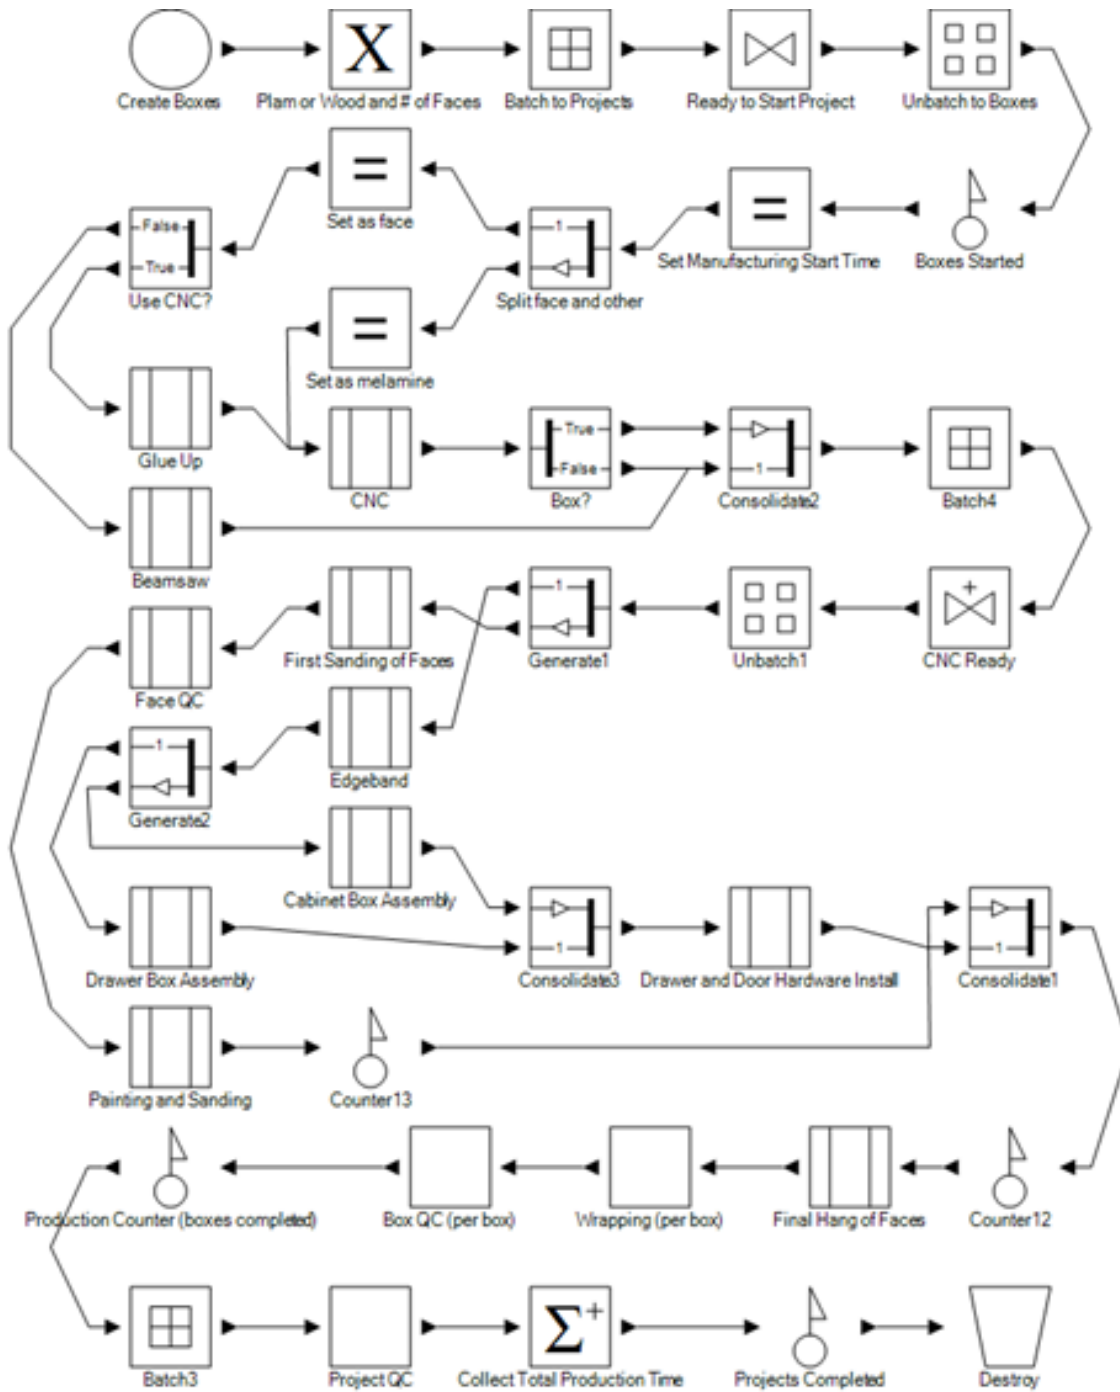 X
Create Boxes
Plam or Wood and # of Faces
Batch to Projects
Ready to Start Project
Unbatch to Boxes
=
Set as face
False
True
Use CNC?
1
Split face and other
=
Set Manufacturing Start Time
Boxes Started
=
Set as melamine
Glue Up
CNC
True
False
Box?
1
Consolidate2
Batch4
Beamsaw
First Sanding of Faces
1
Generate1
Unbatch1
+
CNC Ready
Face QC
Edgeband
1
Generate2
Cabinet Box Assembly
Drawer Box Assembly
1
Consolidate3
Drawer and Door Hardware Install
1
Consolidate1
Painting and Sanding
Counter13
Production Counter (boxes completed)
Box QC (per box)
Wrapping (per box)
Final Hang of Faces
Counter12
Σ+
Batch3
Project QC
Collect Total Production Time
Projects Completed
Destroy